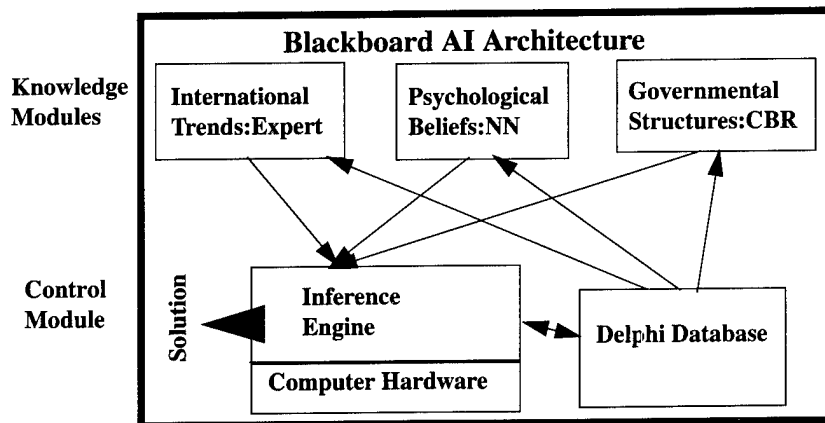 Blackboard AI Architecture
Knowledge
Modules
International
Trends:Expert
Psychological
Beliefs:NN
Governmental
Structures:CBR
Control
Module
Solution
Inference
Engine
Computer Hardware
Delphi Database